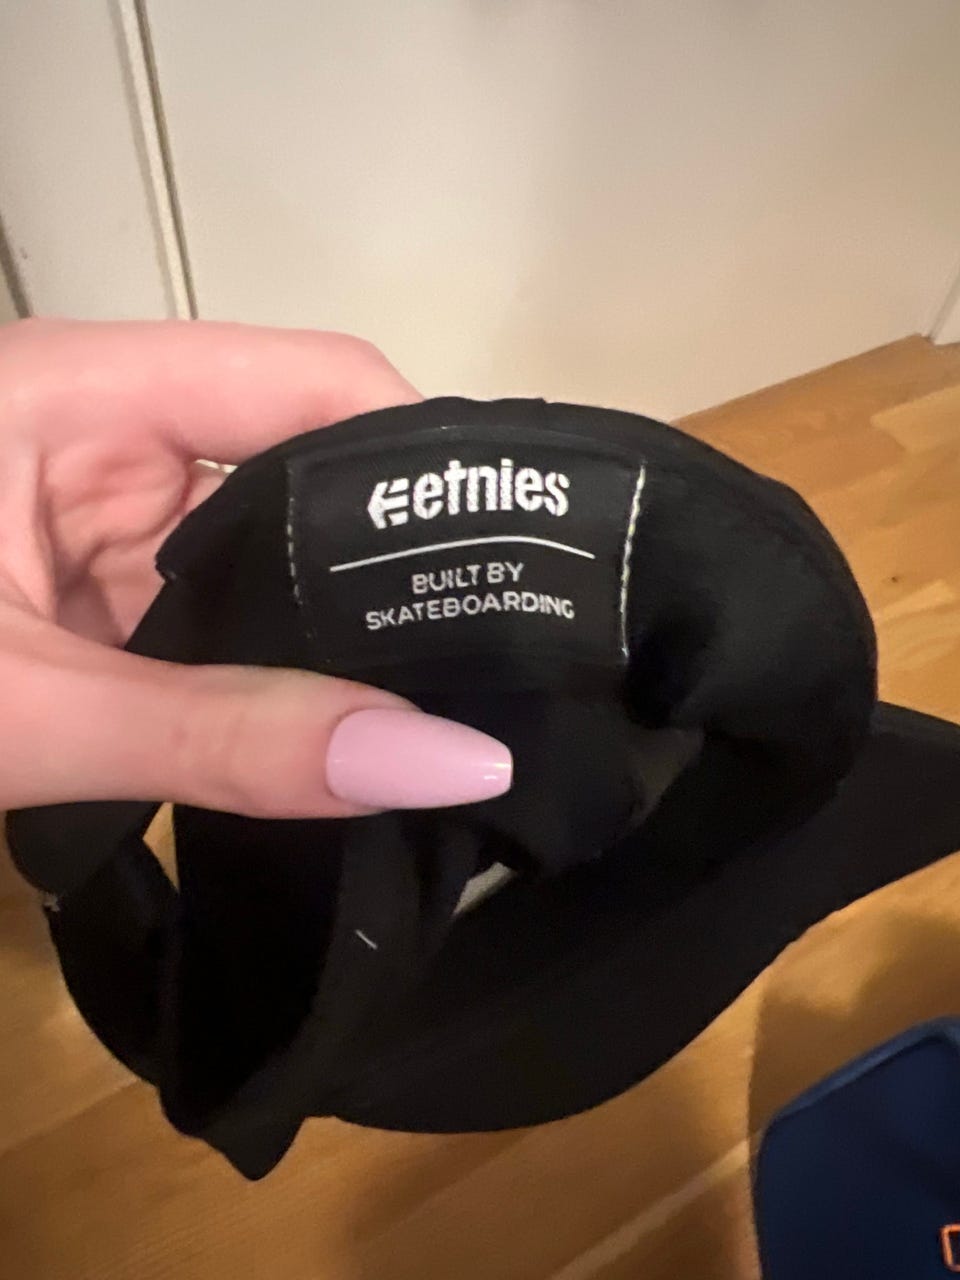 etnies
BUILT BY
SKATEBOARDING